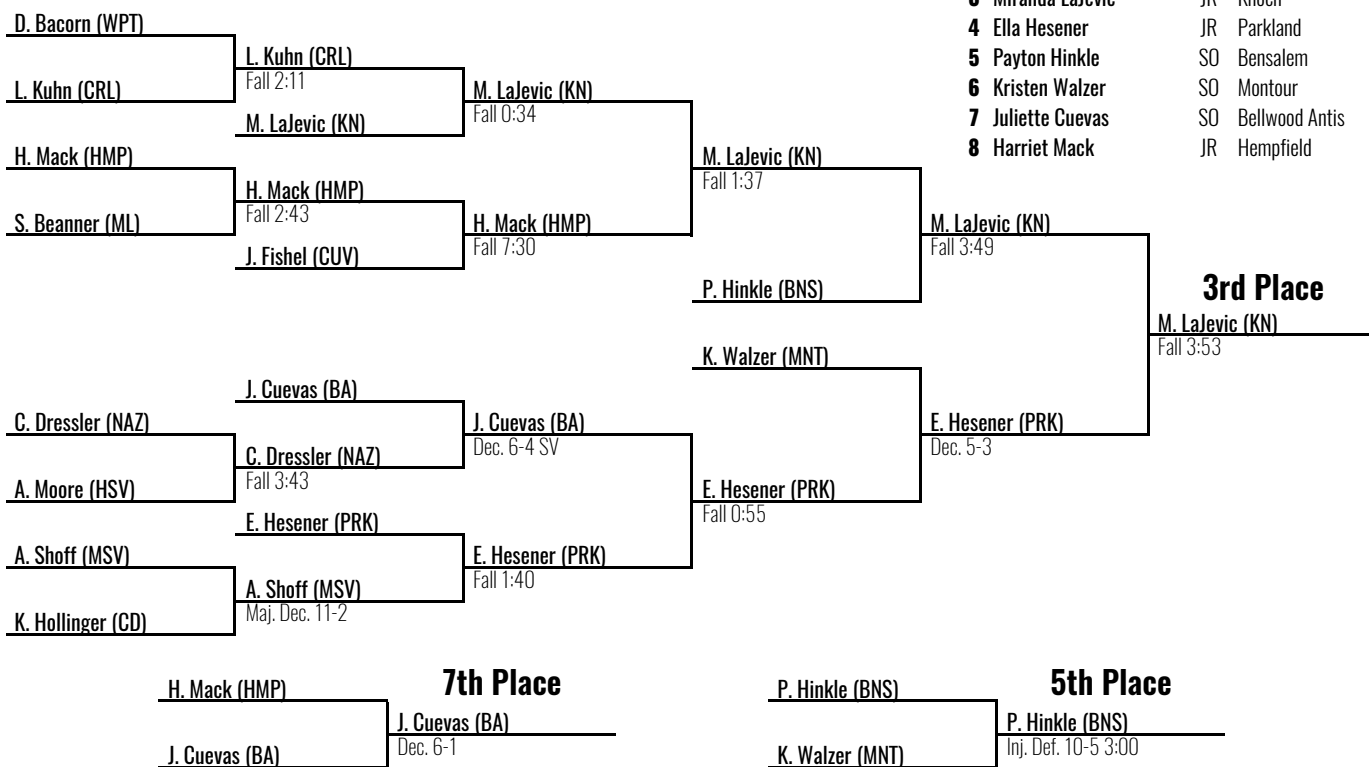 D. Bacorn (WPT)
L. Kuhn (CRL)
Fall 2:11
L. Kuhn (CRL)
M. LaJevic (KN)
Fall 0:34
M. LaJevic (KN)
H. Mack (HMP)
M. LaJevic (KN)
Fall 1:37
H. Mack (HMP)
Fall 2:43
S. Beanner (ML)
H. Mack (HMP)
Fall 7:30
M. LaJevic (KN)
Fall 3:49
J. Fishel (CUV)
P. Hinkle (BNS)
3rd Place
M. LaJevic (KN)
Fall 3:53
K. Walzer (MNT)
J. Cuevas (BA)
C. Dressler (NAZ)
J. Cuevas (BA)
Dec. 6-4 SV
E. Hesener (PRK)
Dec. 5-3
C. Dressler (NAZ)
Fall 3:43
A. Moore (HSV)
E. Hesener (PRK)
Fall 0:55
E. Hesener (PRK)
A. Shoff (MSV)
E. Hesener (PRK)
Fall 1:40
A. Shoff (MSV)
Maj. Dec. 11-2
K. Hollinger (CD)
3 Miranda LaJevic JR Knoch
4 Ella Hesener JR Parkland
5 Payton Hinkle SO Bensalem
6 Kristen Walzer SO Montour
7 Juliette Cuevas SO Bellwood Antis
8 Harriet Mack JR Hempfield
7th Place
H. Mack (HMP)
J. Cuevas (BA)
Dec. 6-1
J. Cuevas (BA)
5th Place
P. Hinkle (BNS)
P. Hinkle (BNS)
Inj. Def. 10-5 3:00
K. Walzer (MNT)